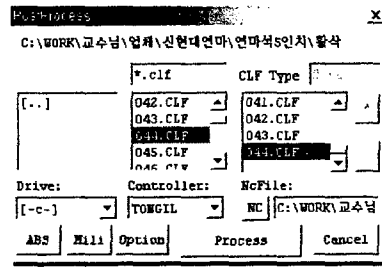 PostProcess x
C:\WORK\교수님\업체\신현대연마\연마석5인치\황삭
*.clf CLF Type
[..] 042.CLF 041.CLF
043.CLF 042.CLF
044.CLF 043.CLF
045.CLF 044.CLF
046.CLF
Drive: Controller: NcFile:
[-c-] TONGIL NC C:\WORK\교수님
ABS Mili Option Process Cancel